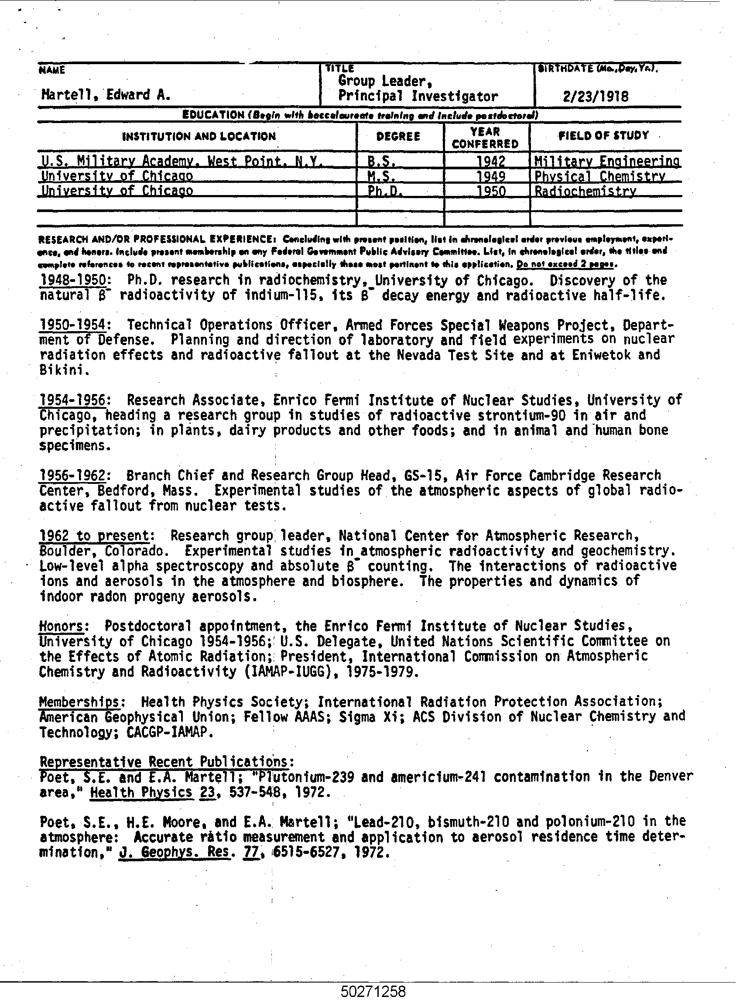 NAME
Martell, Edward A.
TITLE
Group Leader,
Principal Investigator
BIRTHDATE (Mo., Day, Yr.)
2/23/1918
EDUCATION (Begin with baccalaureate training and include postdoctoral)
INSTITUTION AND LOCATION DEGREE YEAR CONFERRED FIELD OF STUDY
U.S. Military Academy, West Point, N.Y. B.S. 1942 Military Engineering
University of Chicago M.S. 1949 Physical Chemistry
University of Chicago Ph.D. 1950 Radiochemistry
RESEARCH AND/OR PROFESSIONAL EXPERIENCE: Concluding with present position, list in chronological order previous employment, experi-
ence, and honors. Include present membership on any Federal Government Public Advisory Committee. List, in chronological order, the titles and
complete references to recent representative publications, especially those most pertinent to this application. Do not exceed 2 pages.
1948-1950: Ph.D. research in radiochemistry, University of Chicago. Discovery of the
natural β⁻ radioactivity of indium-115, its β⁻ decay energy and radioactive half-life.
1950-1954: Technical Operations Officer, Armed Forces Special Weapons Project, Depart-
ment of Defense. Planning and direction of laboratory and field experiments on nuclear
radiation effects and radioactive fallout at the Nevada Test Site and at Eniwetok and
Bikini.
1954-1956: Research Associate, Enrico Fermi Institute of Nuclear Studies, University of
Chicago, heading a research group in studies of radioactive strontium-90 in air and
precipitation; in plants, dairy products and other foods; and in animal and human bone
specimens.
1956-1962: Branch Chief and Research Group Head, GS-15, Air Force Cambridge Research
Center, Bedford, Mass. Experimental studies of the atmospheric aspects of global radio-
active fallout from nuclear tests.
1962 to present: Research group leader, National Center for Atmospheric Research,
Boulder, Colorado. Experimental studies in atmospheric radioactivity and geochemistry.
Low-level alpha spectroscopy and absolute β⁻ counting. The interactions of radioactive
ions and aerosols in the atmosphere and biosphere. The properties and dynamics of
indoor radon progeny aerosols.
Honors: Postdoctoral appointment, the Enrico Fermi Institute of Nuclear Studies,
University of Chicago 1954-1956; U.S. Delegate, United Nations Scientific Committee on
the Effects of Atomic Radiation; President, International Commission on Atmospheric
Chemistry and Radioactivity (IAMAP-IUGG), 1975-1979.
Memberships: Health Physics Society; International Radiation Protection Association;
American Geophysical Union; Fellow AAAS; Sigma Xi; ACS Division of Nuclear Chemistry and
Technology; CACGP-IAMAP.
Representative Recent Publications:
Poet, S.E. and E.A. Martell; "Plutonium-239 and americium-241 contamination in the Denver
area," Health Physics 23, 537-548, 1972.
Poet, S.E., H.E. Moore, and E.A. Martell; "Lead-210, bismuth-210 and polonium-210 in the
atmosphere: Accurate ratio measurement and application to aerosol residence time deter-
mination," J. Geophys. Res. 77, 6515-6527, 1972.
50271258